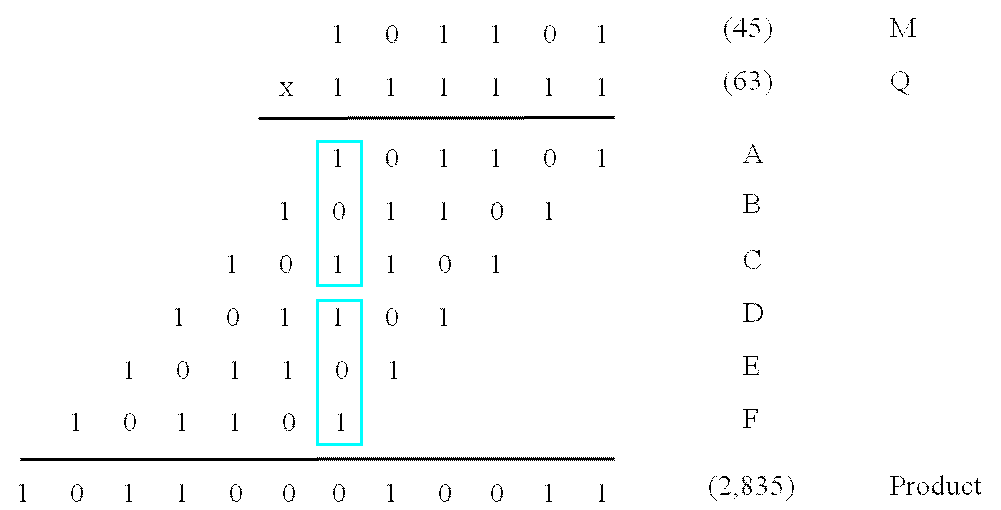 1 0 1 1 0 1 (45) M
x 1 1 1 1 1 1 (63) Q
1 0 1 1 0 1 A
1 0 1 1 0 1 B
1 0 1 1 0 1 C
1 0 1 1 0 1 D
1 0 1 1 0 1 E
1 0 1 1 0 1 F
1 0 1 1 0 0 0 1 0 0 1 1 (2,835) Product